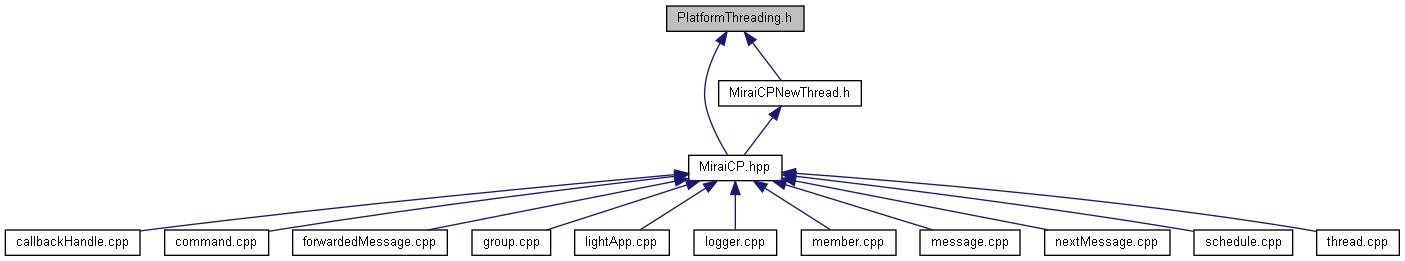 PlatformThreading.h
MiraiCPNewThread.h
MiraiCP.hpp
callbackHandle.cpp
command.cpp
forwardedMessage.cpp
group.cpp
lightApp.cpp
logger.cpp
member.cpp
message.cpp
nextMessage.cpp
schedule.cpp
thread.cpp